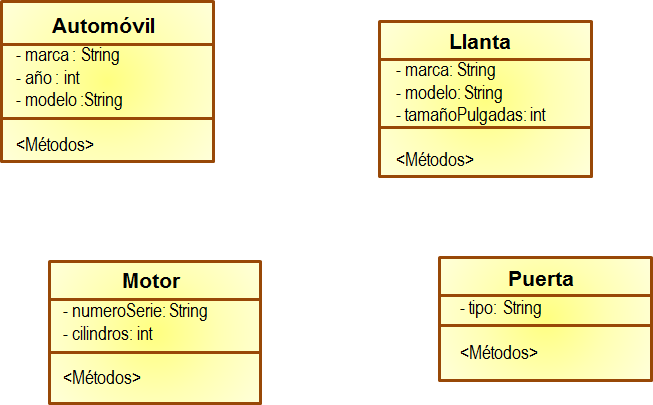 Automóvil
- marca : String
- año : int
- modelo :String
<Métodos>
Llanta
- marca: String
- modelo: String
- tamañoPulgadas: int
<Métodos>
Motor
- numeroSerie: String
- cilindros: int
<Métodos>
Puerta
- tipo: String
<Métodos>